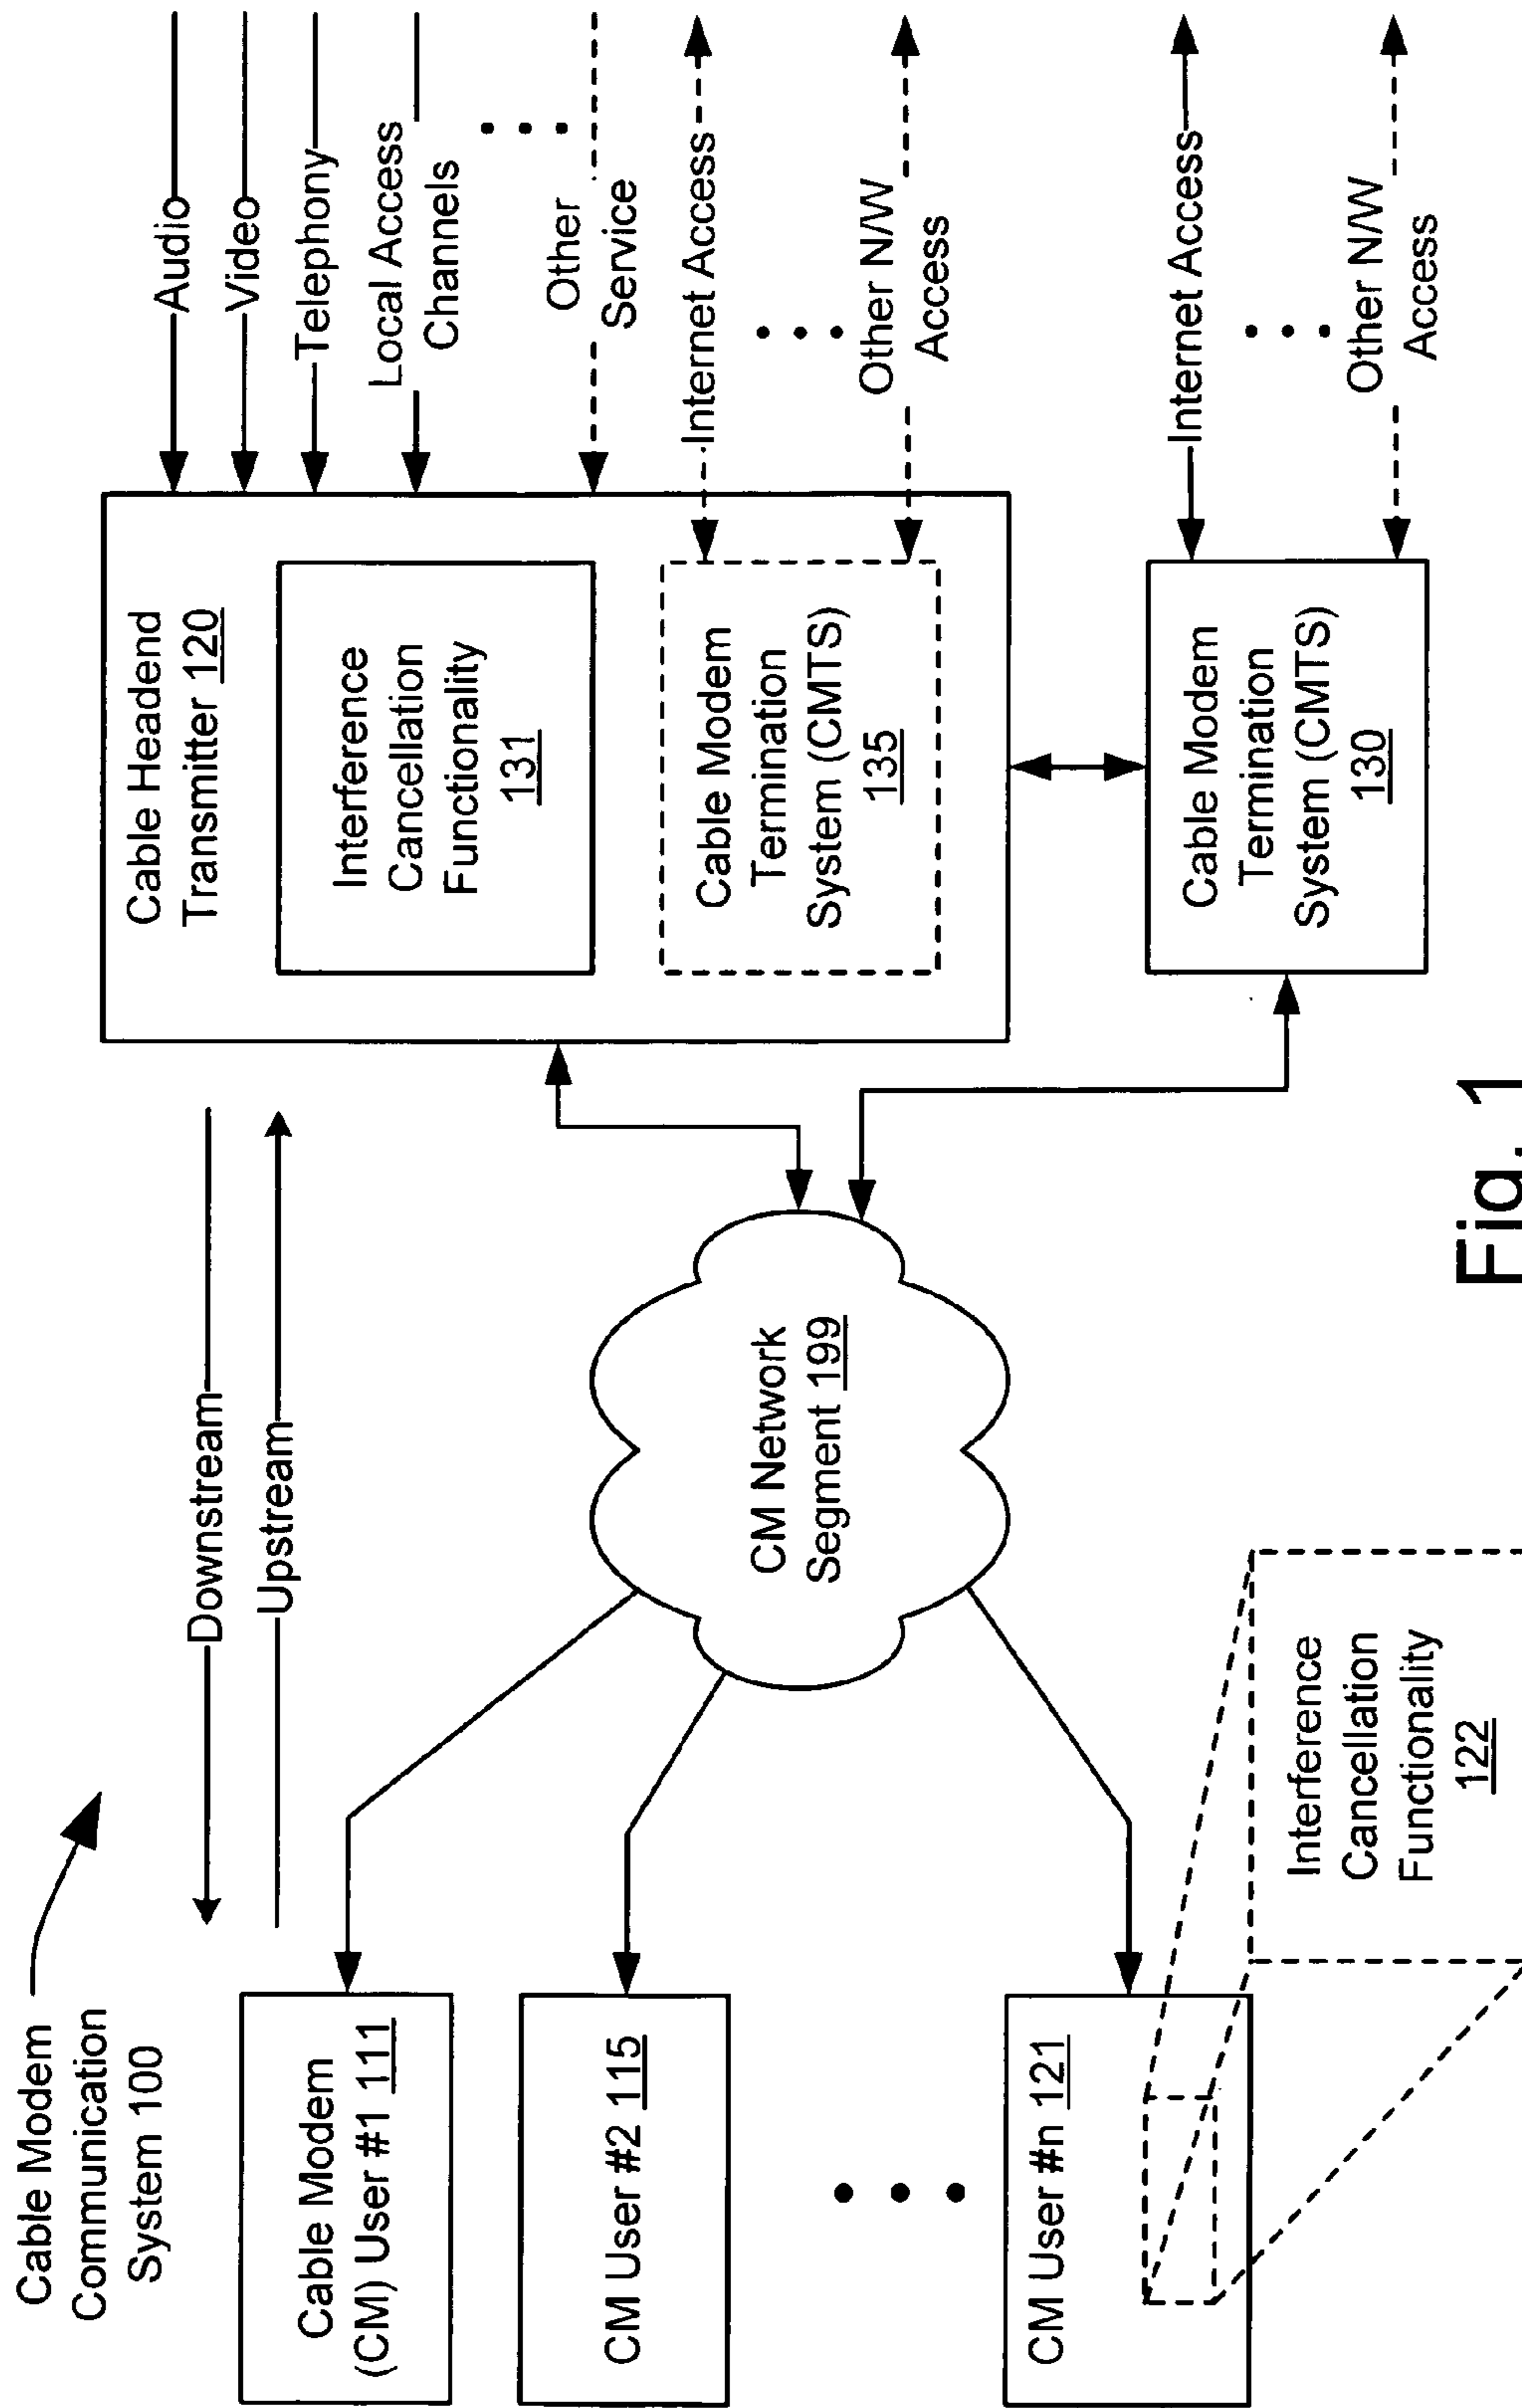 Cable Modem
Communication
System 100
Downstream
Upstream
Cable Modem
(CM) User #1 111
CM User #2 115
CM User #n 121
Interference
Cancellation
Functionality
122
CM Network
Segment 199
Cable Headend
Transmitter 120
Interference
Cancellation
Functionality
131
Cable Modem
Termination
System (CMTS)
135
Cable Modem
Termination
System (CMTS)
130
Audio
Video
Telephony
Local Access
Channels
Other
Service
Internet Access
Other N/W
Access
Internet Access
Other N/W
Access
Fig. 1